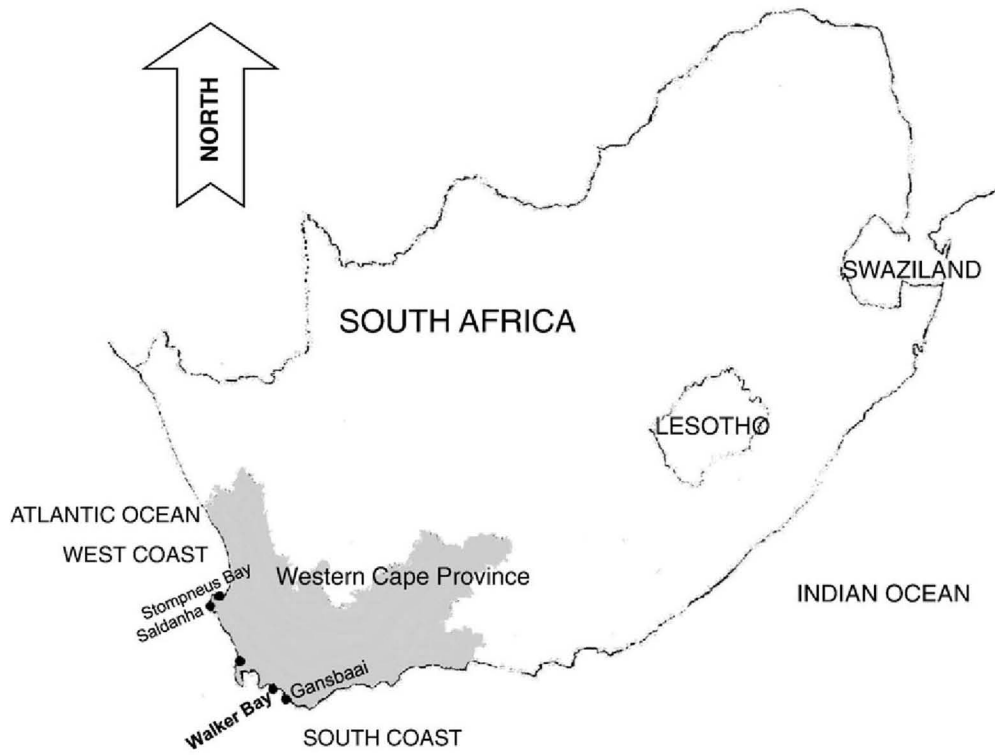 NORTH
SWAZILAND
SOUTH AFRICA
LESOTHO
ATLANTIC OCEAN
WEST COAST
Western Cape Province
Stompneus Bay
Saldanha
INDIAN OCEAN
Gansbaai
Walker Bay
SOUTH COAST